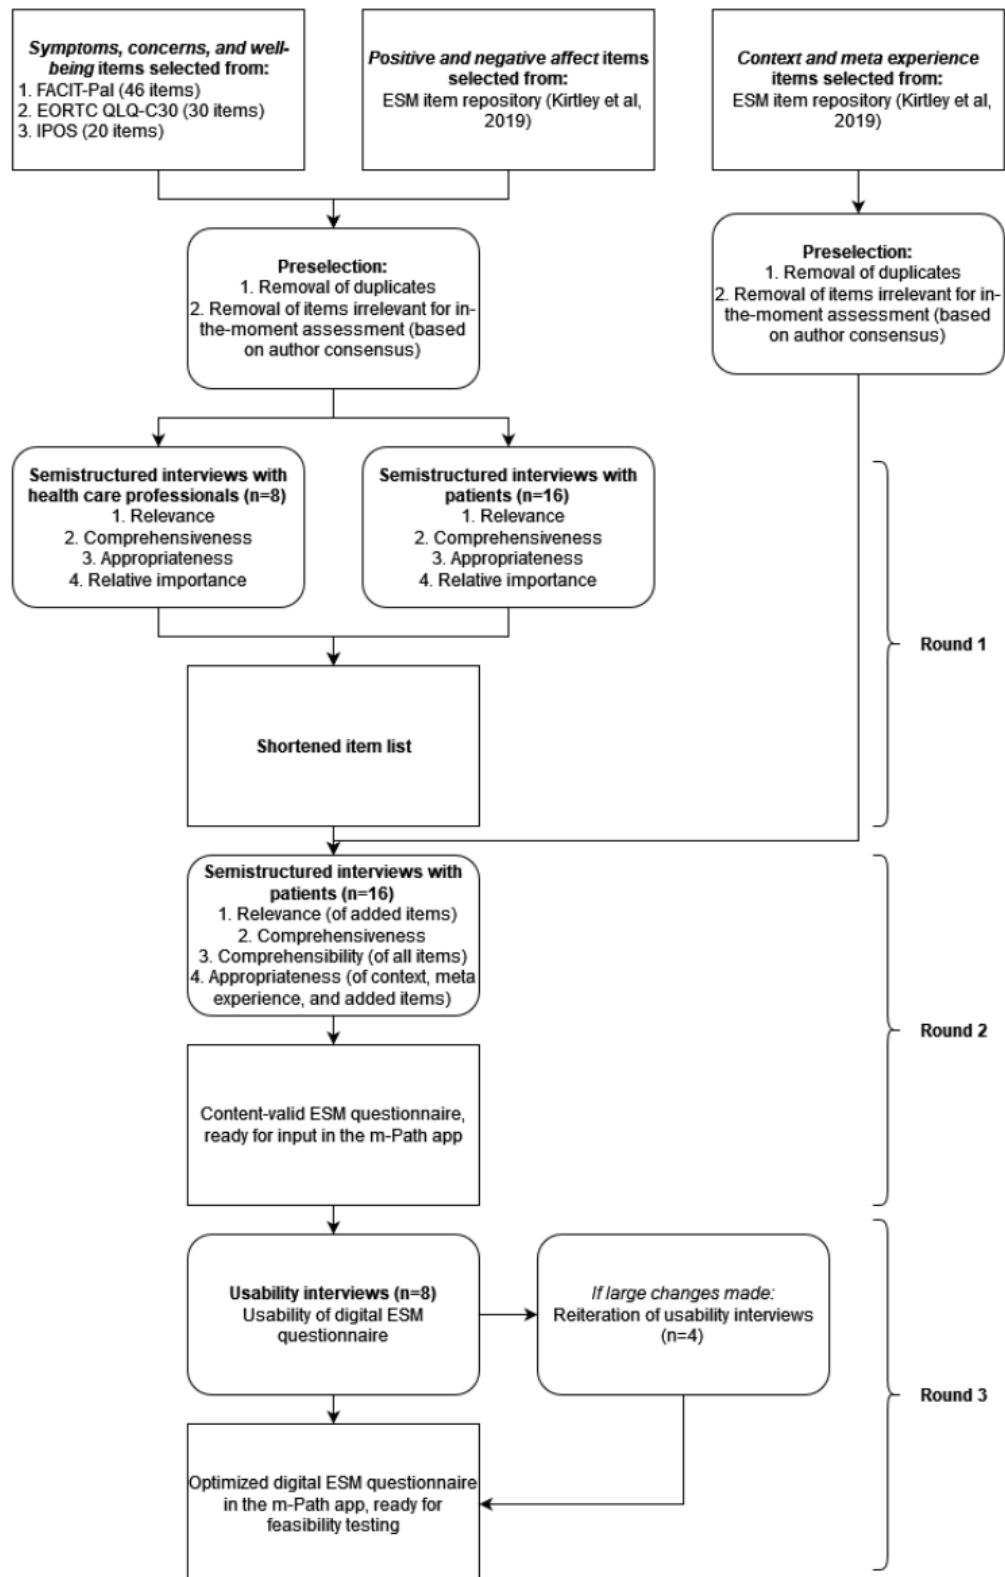 Symptoms, concerns, and well-
being items selected from:
1. FACIT-Pal (46 items)
2. EORTC QLQ-C30 (30 items)
3. IPOS (20 items)
Positive and negative affect items
selected from:
ESM item repository (Kirtley et al,
2019)
Context and meta experience
items selected from:
ESM item repository (Kirtley et al,
2019)
Preselection:
1. Removal of duplicates
2. Removal of items irrelevant for in-
the-moment assessment (based
on author consensus)
Preselection:
1. Removal of duplicates
2. Removal of items irrelevant for in-
the-moment assessment (based
on author consensus)
Semistructured interviews with
health care professionals (n=8)
1. Relevance
2. Comprehensiveness
3. Appropriateness
4. Relative importance
Semistructured interviews with
patients (n=16)
1. Relevance
2. Comprehensiveness
3. Appropriateness
4. Relative importance
Round 1
Shortened item list
Semistructured interviews with
patients (n=16)
1. Relevance (of added items)
2. Comprehensiveness
3. Comprehensibility (of all items)
4. Appropriateness (of context, meta
experience, and added items)
Round 2
Content-valid ESM questionnaire,
ready for input in the m-Path app
Usability interviews (n=8)
Usability of digital ESM
questionnaire
If large changes made:
Reiteration of usability interviews
(n=4)
Round 3
Optimized digital ESM questionnaire
in the m-Path app, ready for
feasibility testing